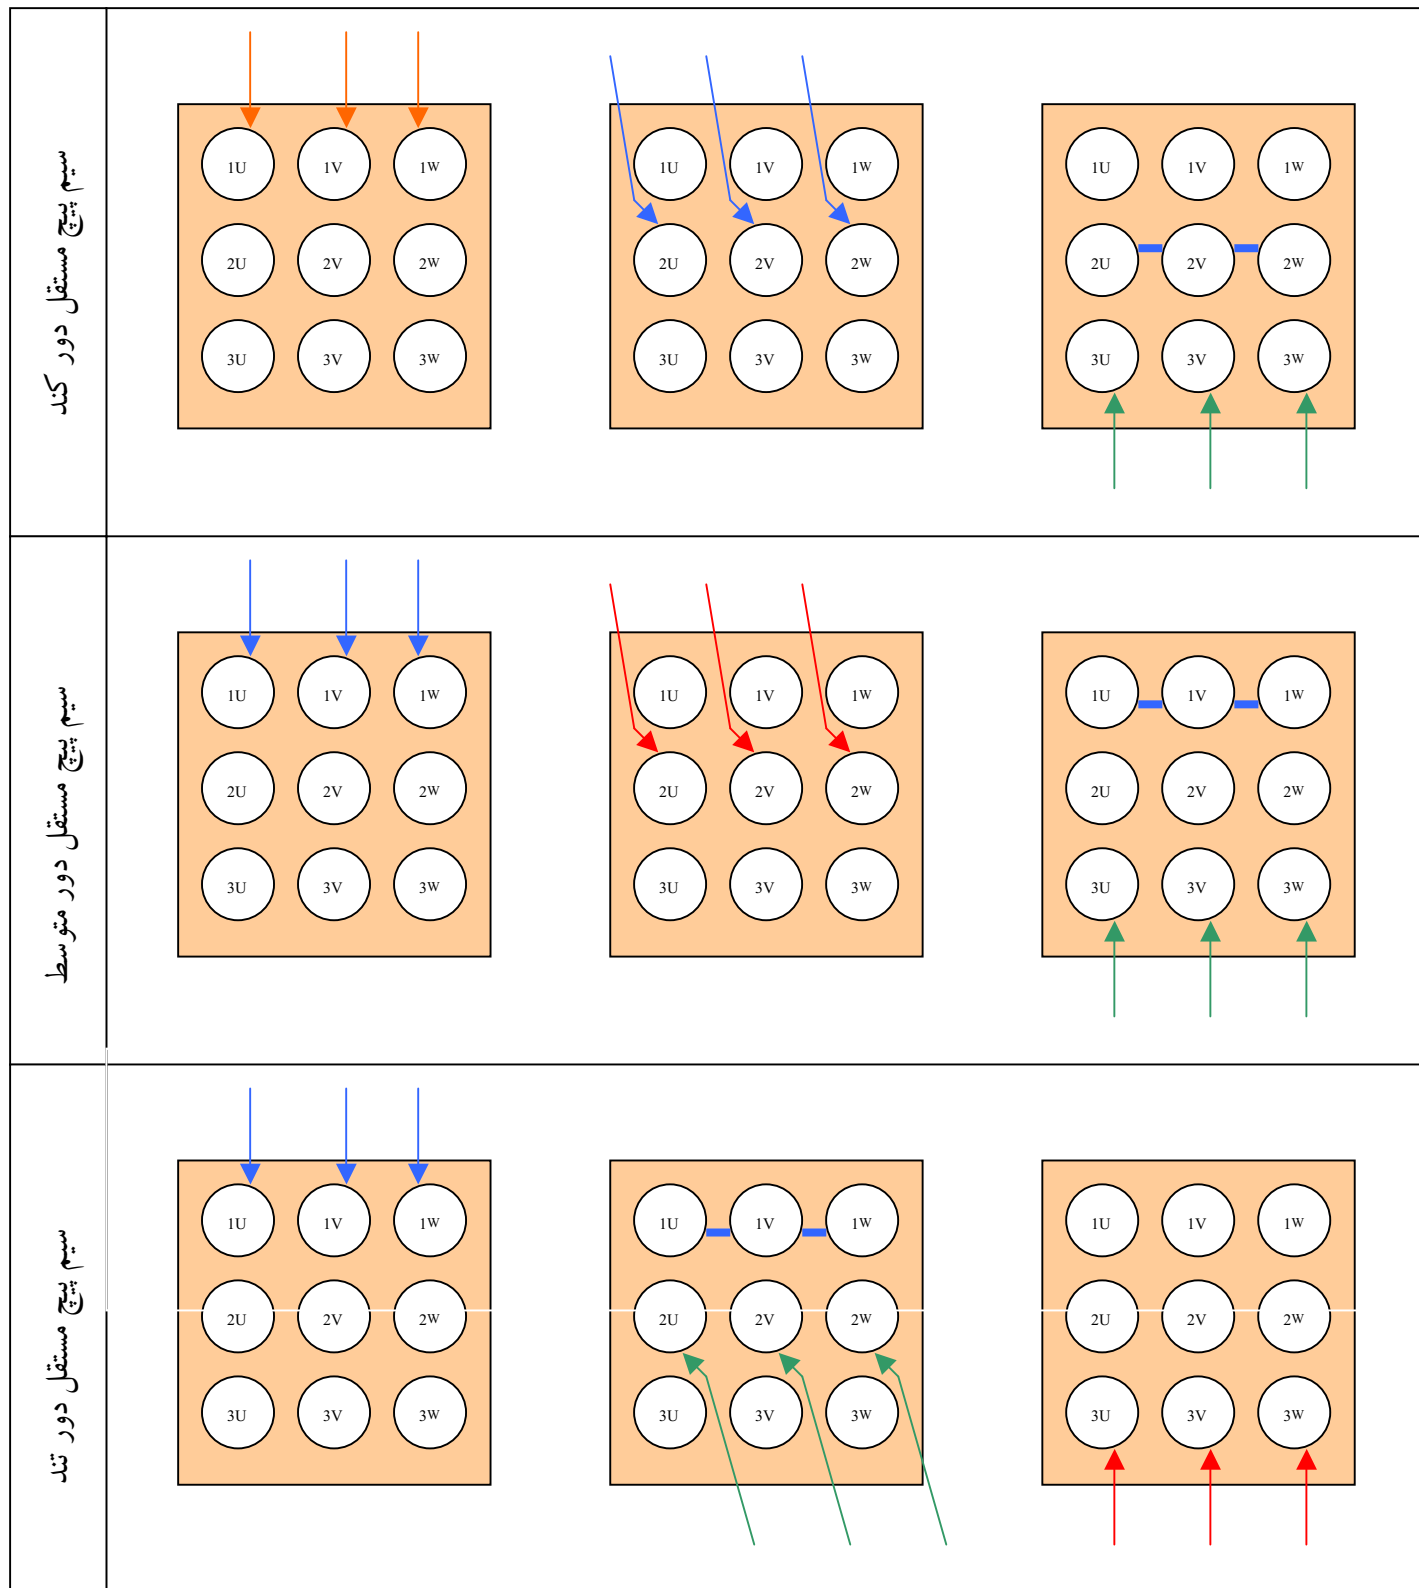 سیم پیچ مستقل دور کند
1U 1V 1W 1U 1V 1W 1U 1V 1W
2U 2V 2W 2U 2V 2W 2U 2V 2W
3U 3V 3W 3U 3V 3W 3U 3V 3W
سیم پیچ مستقل دور متوسط
1U 1V 1W 1U 1V 1W 1U 1V 1W
2U 2V 2W 2U 2V 2W 2U 2V 2W
3U 3V 3W 3U 3V 3W 3U 3V 3W
سیم پیچ مستقل دور تند
1U 1V 1W 1U 1V 1W 1U 1V 1W
2U 2V 2W 2U 2V 2W 2U 2V 2W
3U 3V 3W 3U 3V 3W 3U 3V 3W